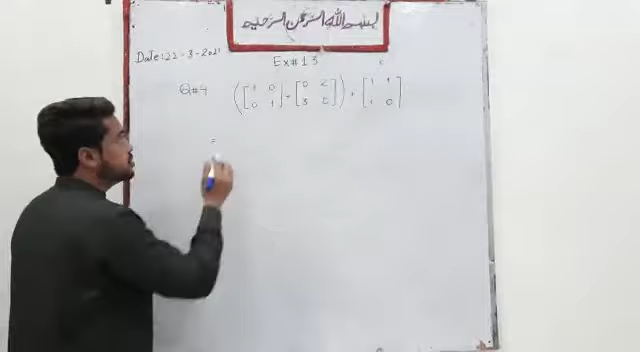 بسم الله الرحمن الرحيم
Date: 22-3-2021
Ex#1.3
Q#4 ([1 0] + [0 2]) + [1 1]
[0 1] [3 0] [1 0]
=